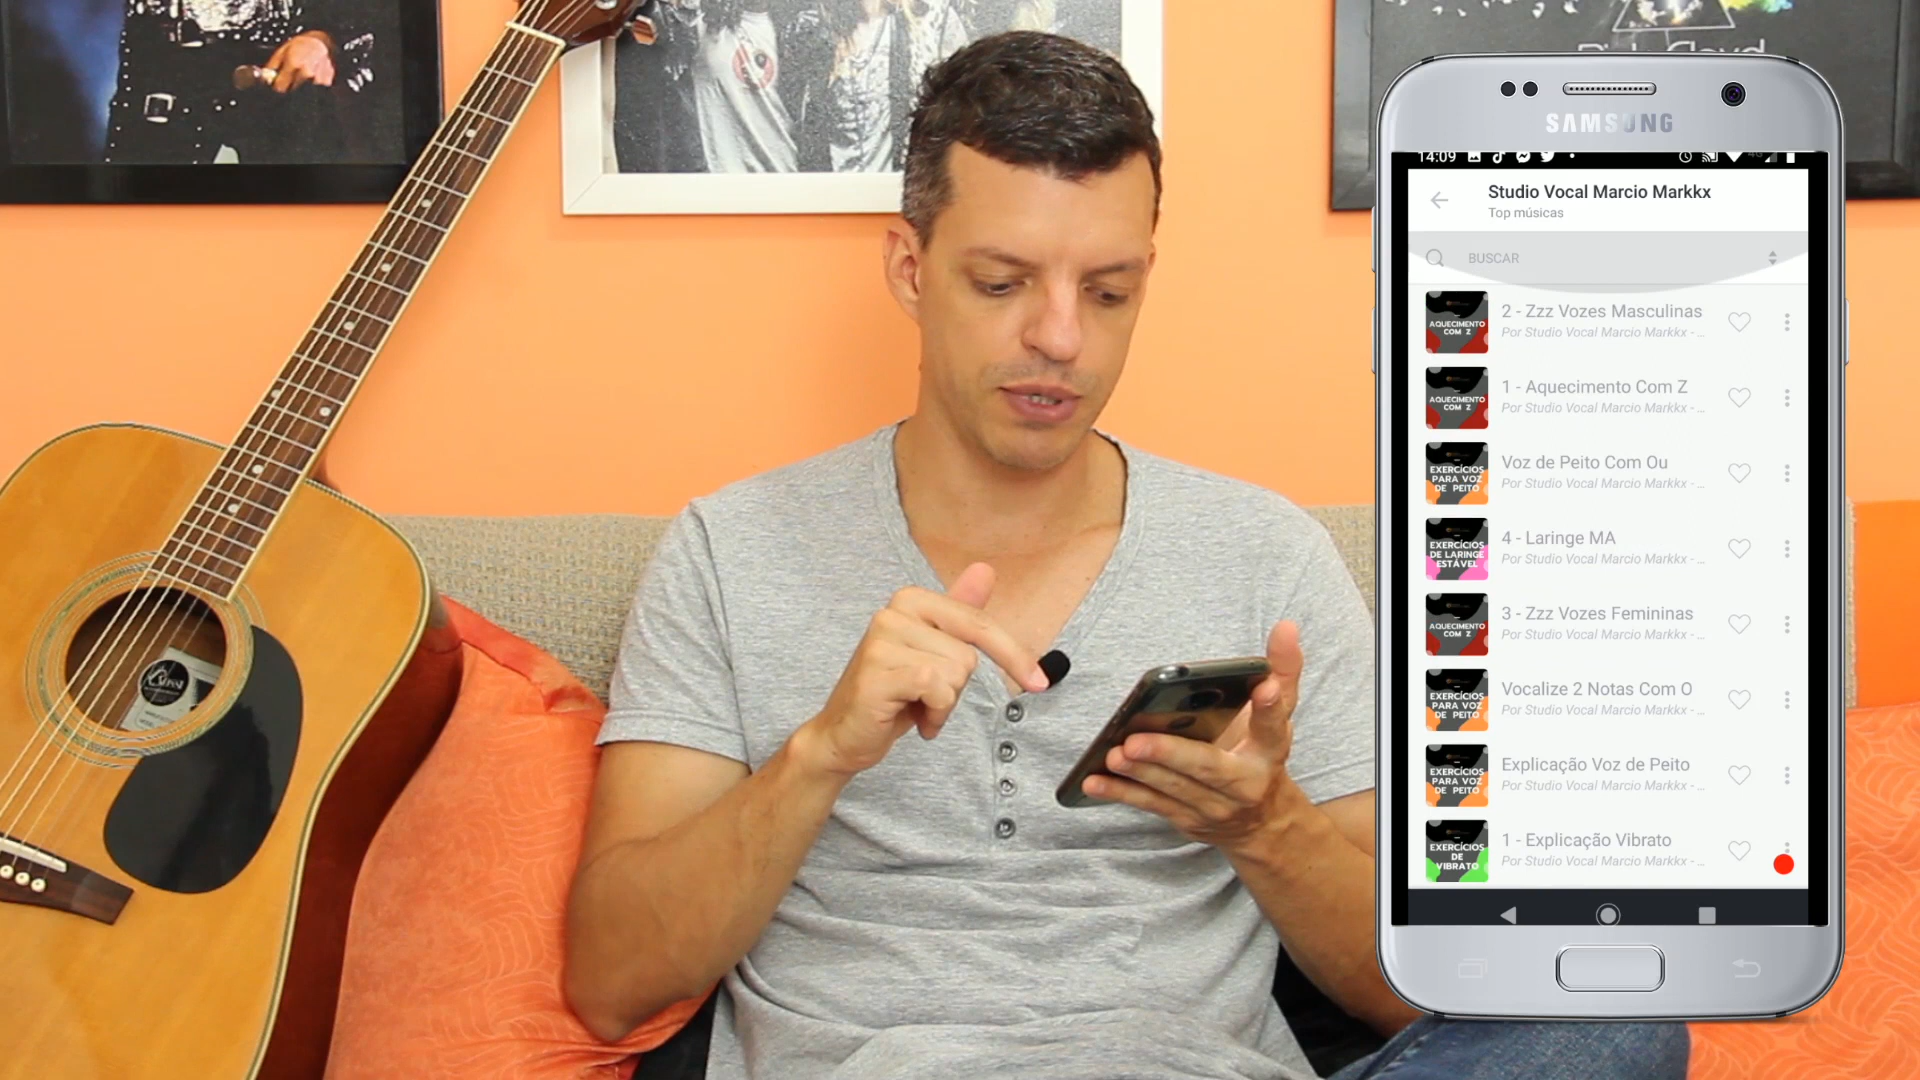 Pink Floyd
SAMSUNG
14:09
4G
Studio Vocal Marcio Markkx
Top músicas
BUSCAR
AQUECIMENTO
COM Z
2 - Zzz Vozes Masculinas
Por Studio Vocal Marcio Markkx - ...
AQUECIMENTO
COM Z
1 - Aquecimento Com Z
Por Studio Vocal Marcio Markkx - ...
EXERCÍCIOS
PARA VOZ
DE PEITO
Voz de Peito Com Ou
Por Studio Vocal Marcio Markkx - ...
EXERCÍCIOS
DE LARINGE
ESTÁVEL
4 - Laringe MA
Por Studio Vocal Marcio Markkx - ...
AQUECIMENTO
COM Z
3 - Zzz Vozes Femininas
Por Studio Vocal Marcio Markkx - ...
EXERCÍCIOS
PARA VOZ
DE PEITO
Vocalize 2 Notas Com O
Por Studio Vocal Marcio Markkx - ...
EXERCÍCIOS
PARA VOZ
DE PEITO
Explicação Voz de Peito
Por Studio Vocal Marcio Markkx - ...
EXERCÍCIOS
DE
VIBRATO
1 - Explicação Vibrato
Por Studio Vocal Marcio Markkx - ...